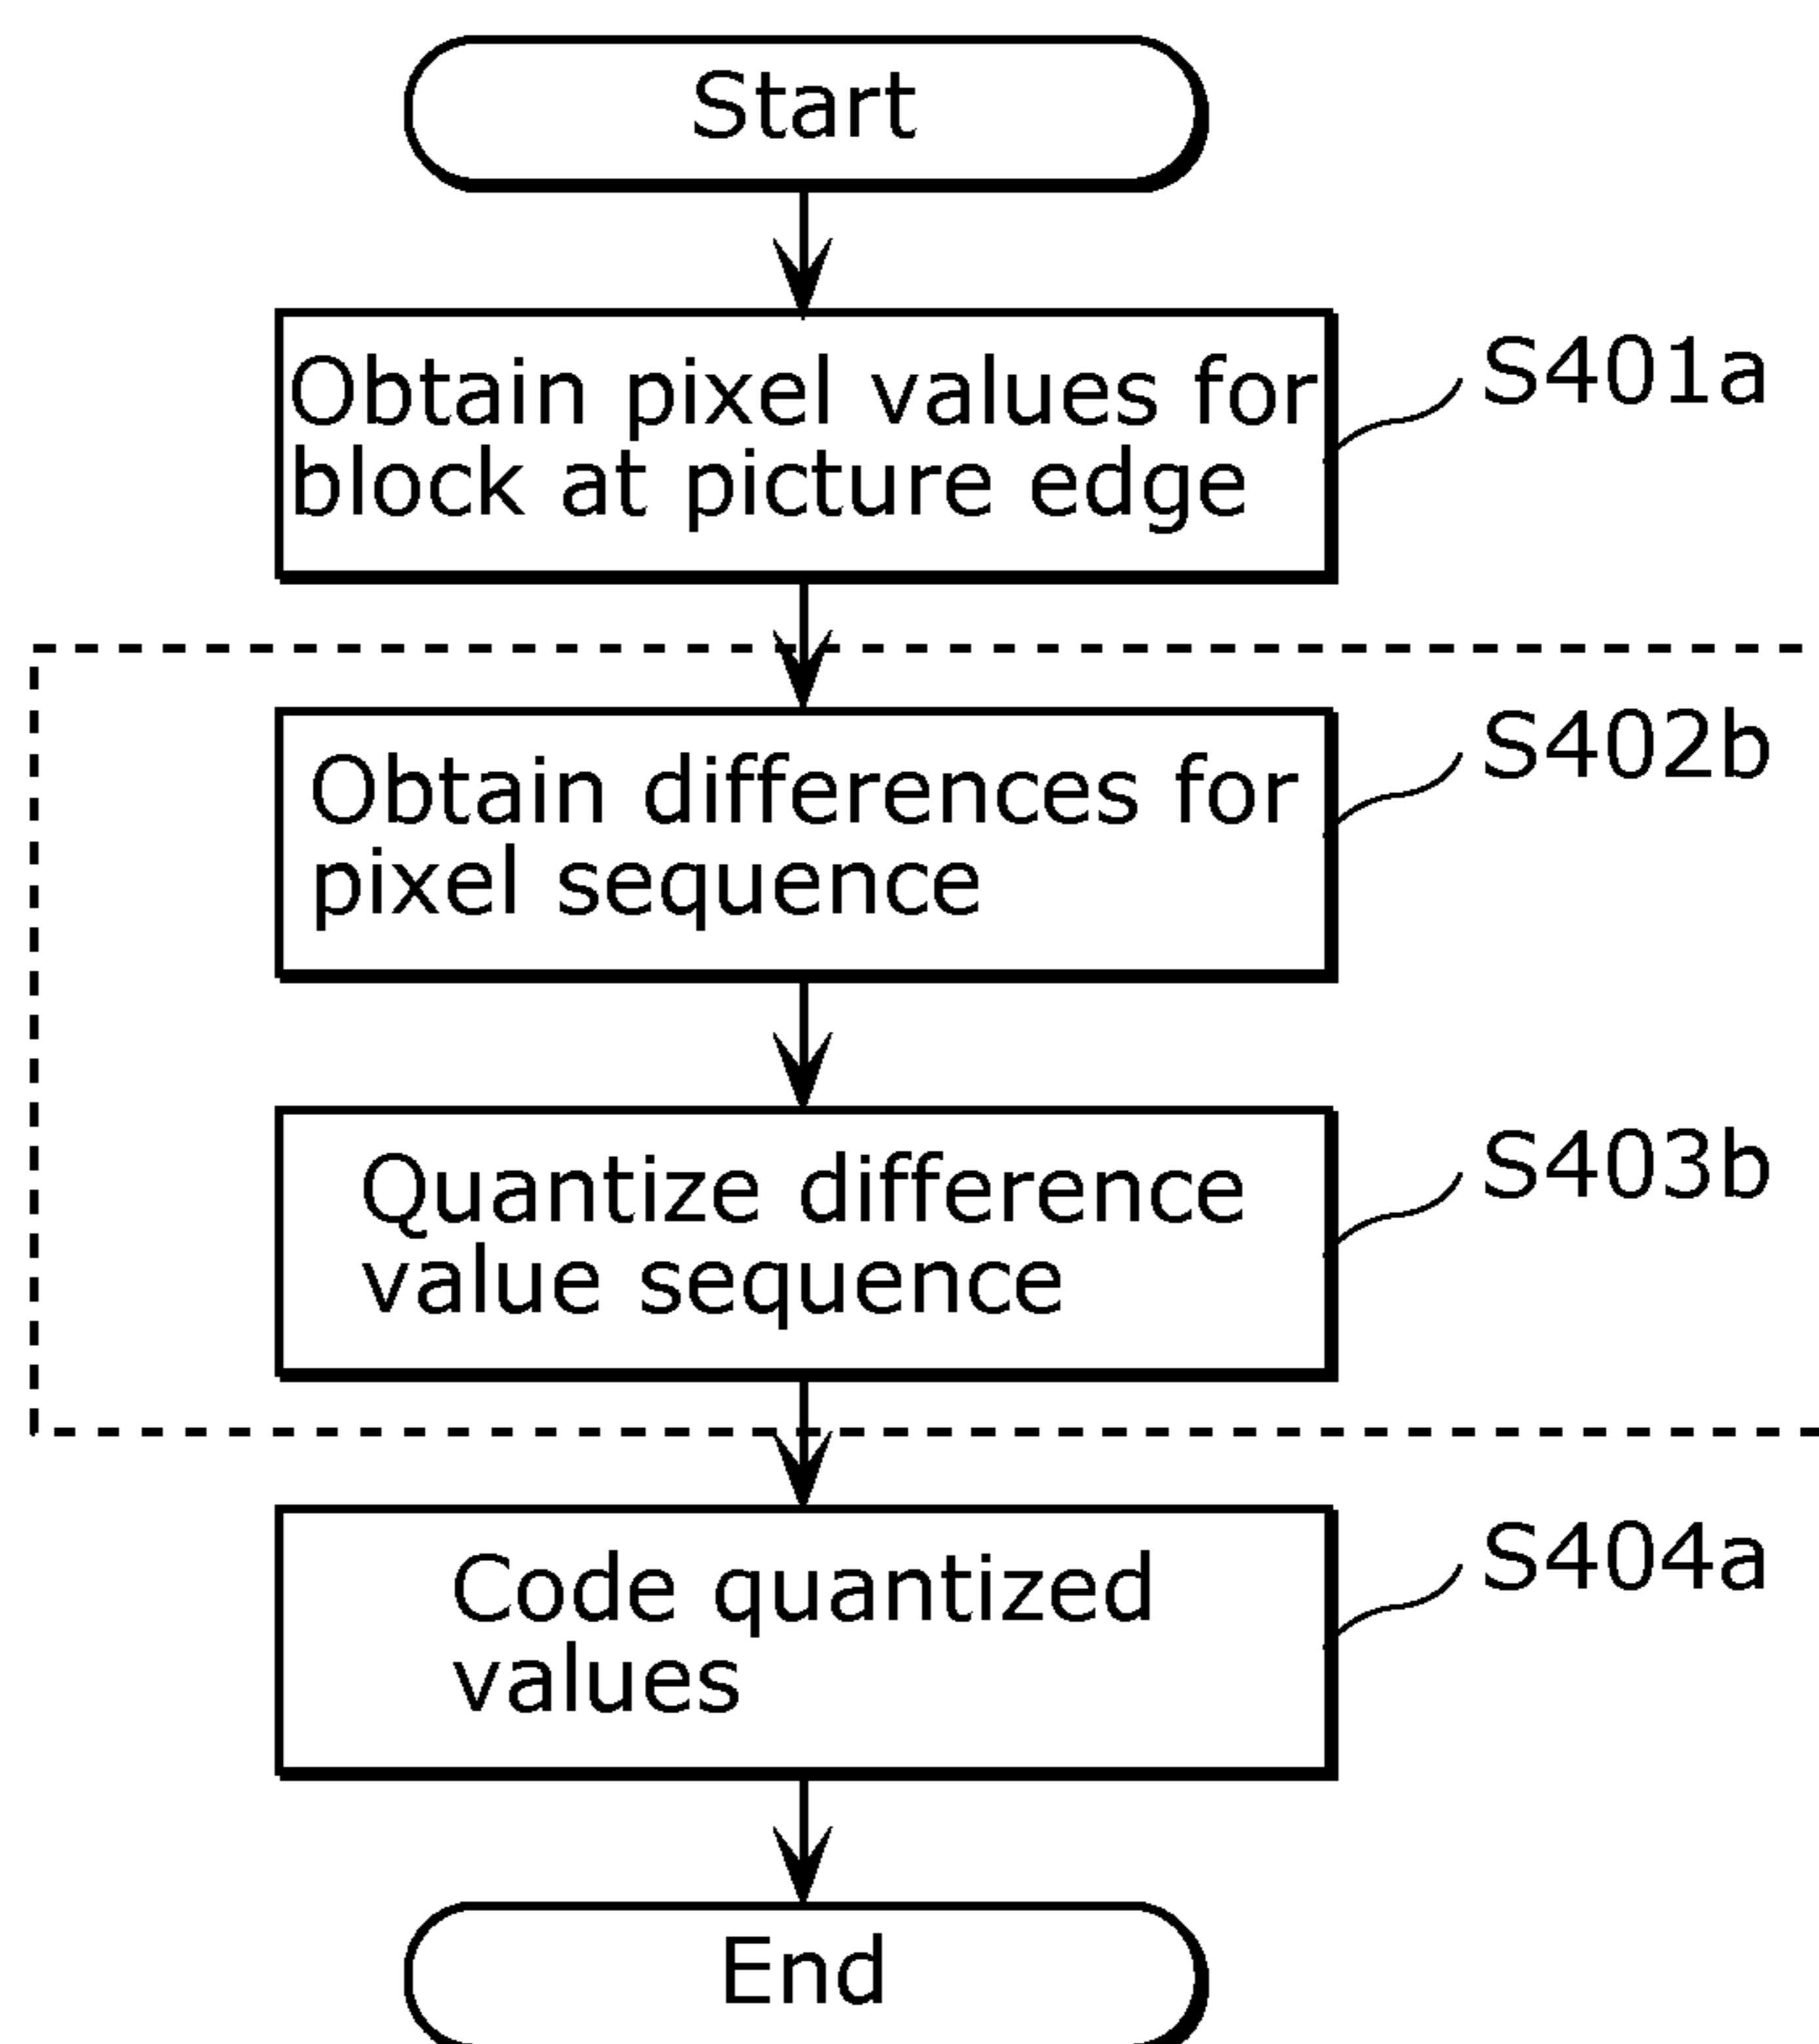 Start
Obtain pixel values for
block at picture edge
S401a
Obtain differences for
pixel sequence
S402b
Quantize difference
value sequence
S403b
Code quantized
values
S404a
End